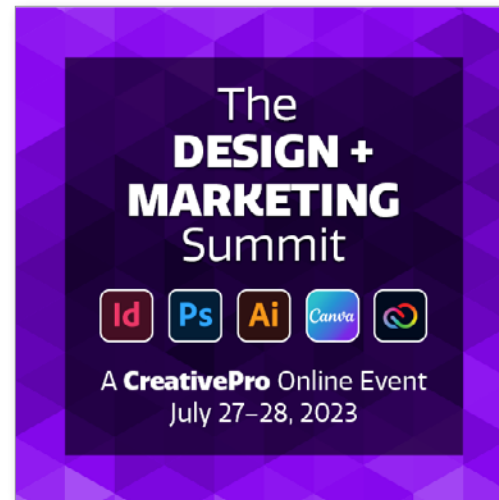 The
DESIGN +
MARKETING
Summit
Id Ps Ai Canva
A CreativePro Online Event
July 27–28, 2023